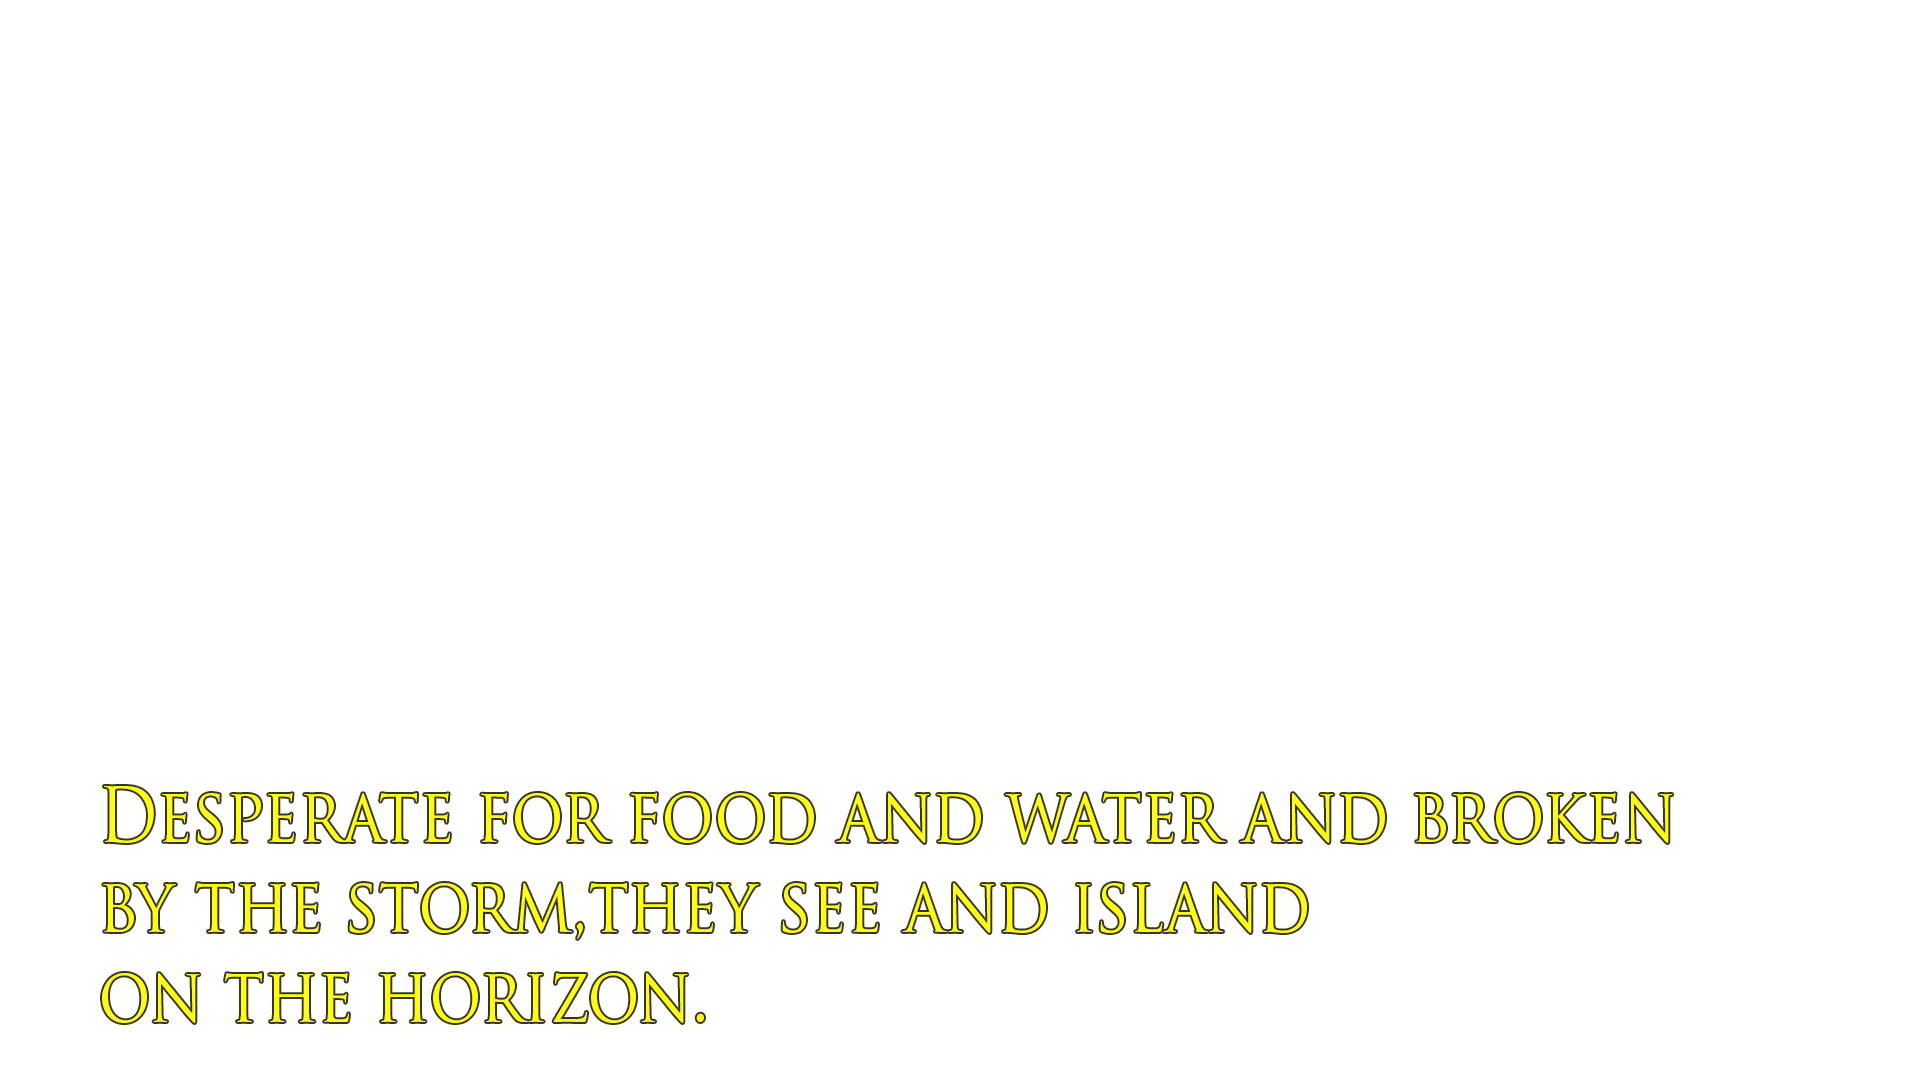 Desperate for food and water and broken
by the storm,they see and island
on the horizon.